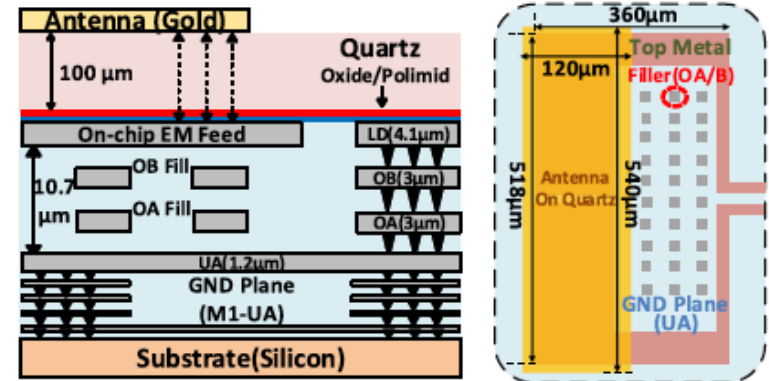 Antenna (Gold)
Quartz
100 μm
Oxide/Polimid
On-chip EM Feed
LD(4.1μm)
OB Fill
OB(3μm)
10.7
μm
OA Fill
OA(3μm)
UA(1.2μm)
GND Plane
(M1-UA)
Substrate(Silicon)
360μm
Top Metal
120μm
Filler(OA/B)
518μm
Antenna
On Quartz
540μm
GND Plane
(UA)